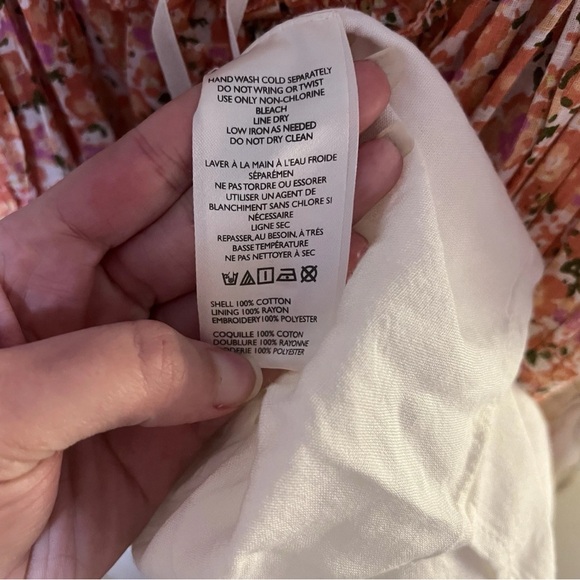 HAND WASH COLD SEPARATELY
DO NOT WRING OR TWIST
USE ONLY NON-CHLORINE
BLEACH
LINE DRY
LOW IRON AS NEEDED
DO NOT DRY CLEAN
LAVER À LA MAIN À L'EAU FROIDE
SÉPARÉMEN
NE PAS TORDRE OU ESSORER
UTILISER UN AGENT DE
BLANCHIMENT SANS CHLORE SI
NÉCESSAIRE
LIGNE SEC
REPASSER, AU BESOIN, À TRÈS
BASSE TEMPÉRATURE
NE PAS NETTOYER À SEC
SHELL 100% COTTON
LINING 100% RAYON
EMBROIDERY 100% POLYESTER
COQUILLE 100% COTON
DOUBLURE 100% RAYONNE
100% POLYESTER